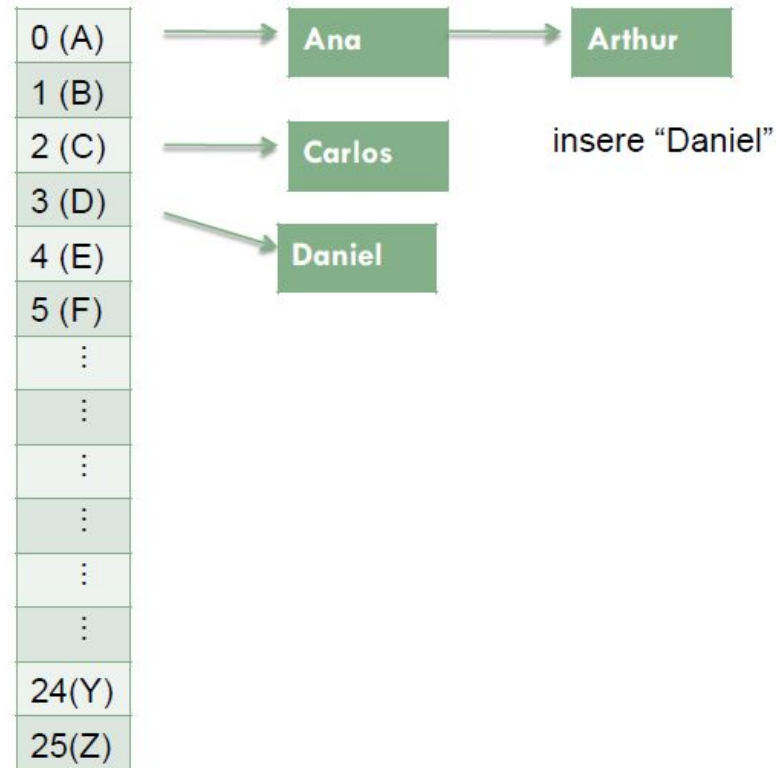 0 (A) Ana Arthur
1 (B)
2 (C) Carlos insere “Daniel”
3 (D)
4 (E) Daniel
5 (F)
⋮
⋮
⋮
⋮
⋮
⋮
24(Y)
25(Z)